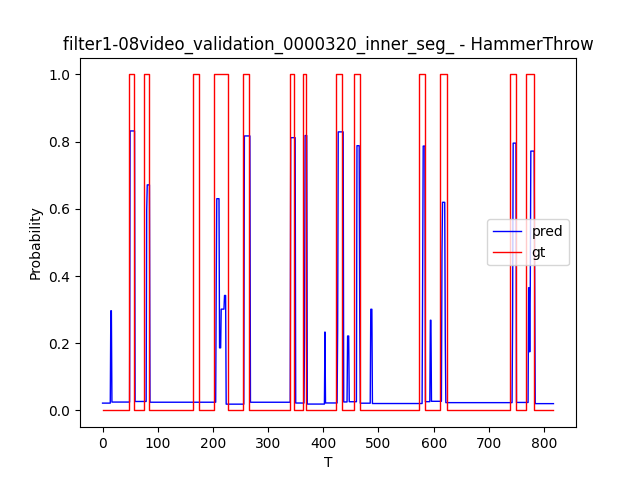 filter1-08video_validation_0000320_inner_seg_ - HammerThrow
1.0
0.8
0.6
0.4
0.2
0.0
Probability
pred
gt
0 100 200 300 400 500 600 700 800
T